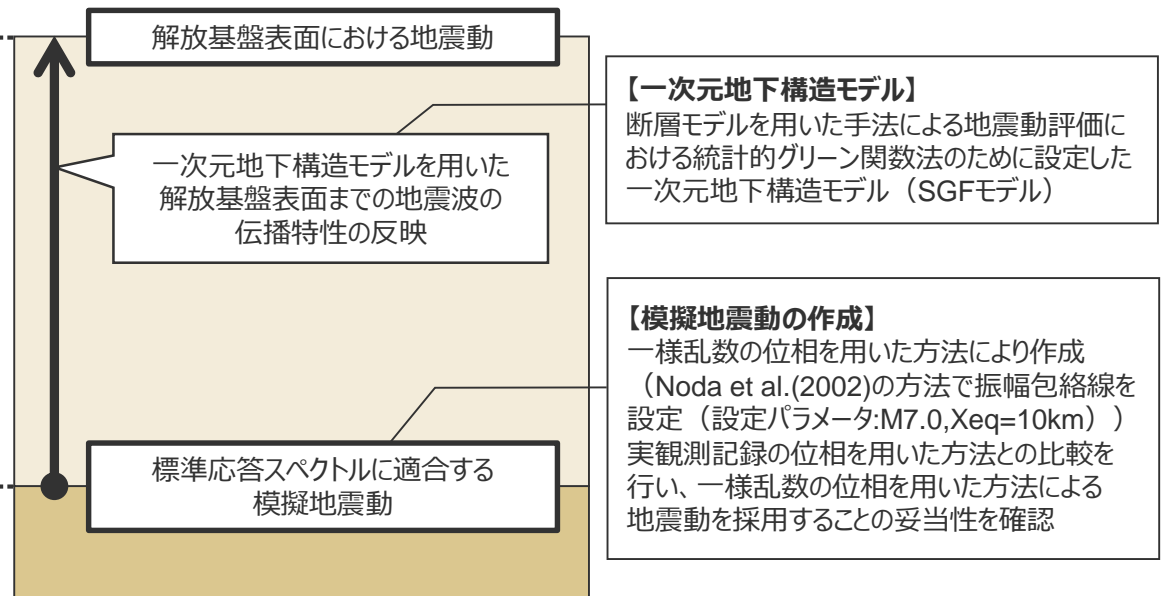 解放基盤表面における地震動
一次元地下構造モデルを用いた
解放基盤表面までの地震波の
伝播特性の反映
標準応答スペクトルに適合する
模擬地震動
【一次元地下構造モデル】
断層モデルを用いた手法による地震動評価に
おける統計的グリーン関数法のために設定した
一次元地下構造モデル（SGFモデル）
【模擬地震動の作成】
一様乱数の位相を用いた方法により作成
（Noda et al.(2002)の方法で振幅包絡線を
設定（設定パラメータ:M7.0,Xeq=10km））
実観測記録の位相を用いた方法との比較を
行い、一様乱数の位相を用いた方法による
地震動を採用することの妥当性を確認